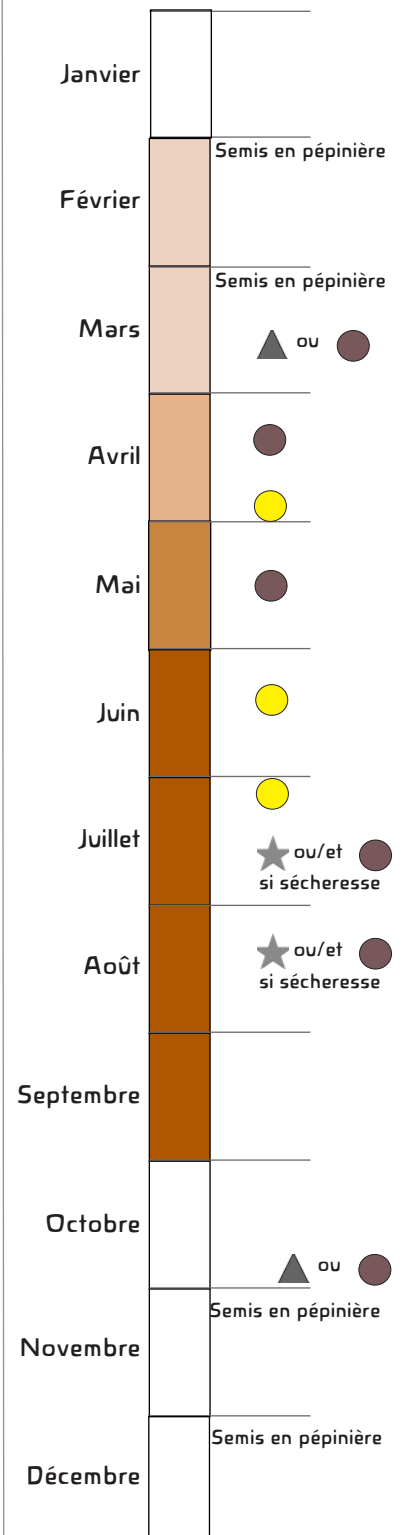 Janvier
Semis en pépinière
Février
Semis en pépinière
Mars
ou
Avril
Mai
Juin
Juillet
ou/et
si sécheresse
Août
ou/et
si sécheresse
Septembre
Octobre
ou
Semis en pépinière
Novembre
Semis en pépinière
Décembre